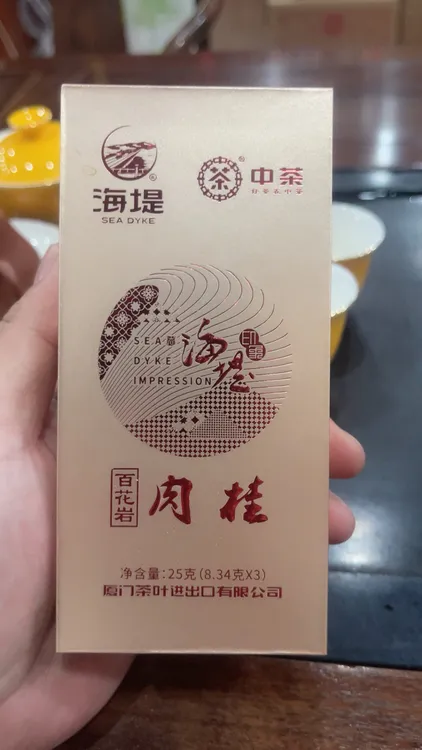 海堤®
SEA DYKE
茶®
中茶
SEA
DYKE
IMPRESSION
海堤
印象
百花岩
肉桂
净含量:25克(8.34克X3)
厦门茶叶进出口有限公司